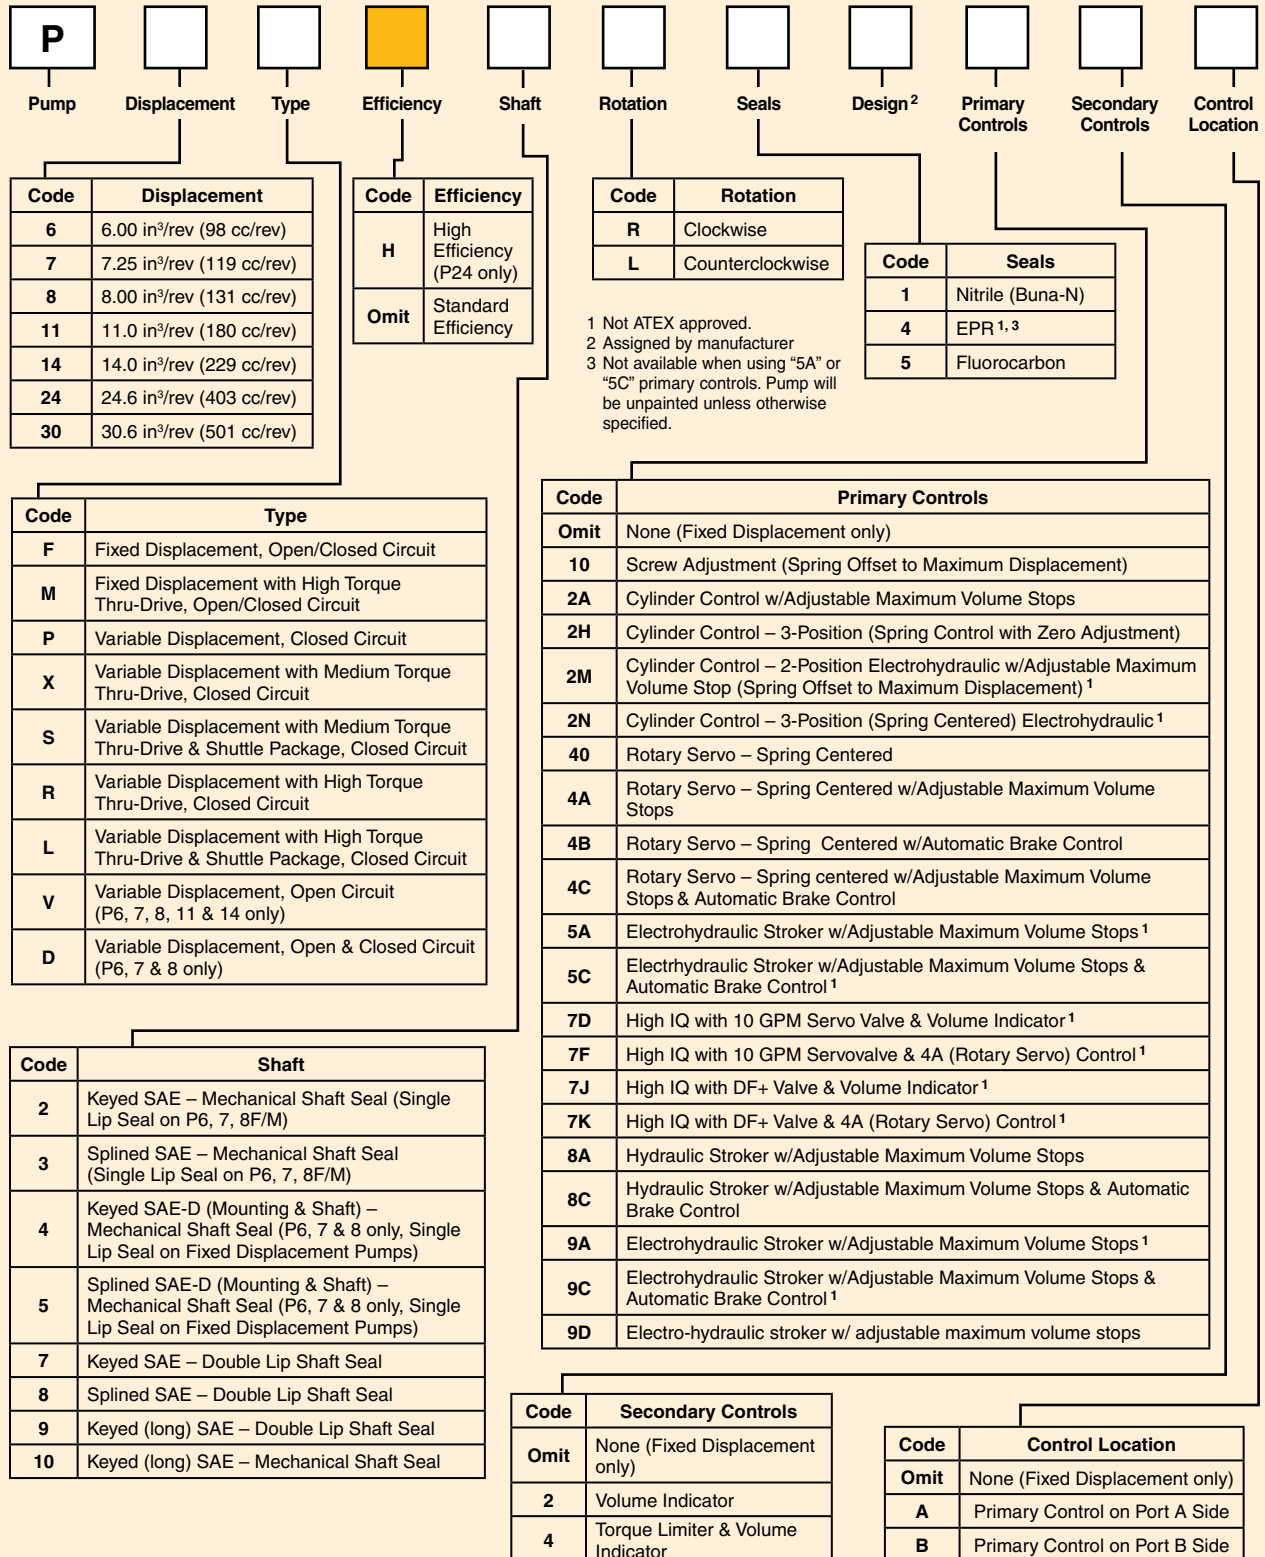 P
Pump
Displacement
Type
Efficiency
Shaft
Rotation
Seals
Design 2
Primary
Controls
Secondary
Controls
Control
Location
Code Displacement
6 6.00 in³/rev (98 cc/rev)
7 7.25 in³/rev (119 cc/rev)
8 8.00 in³/rev (131 cc/rev)
11 11.0 in³/rev (180 cc/rev)
14 14.0 in³/rev (229 cc/rev)
24 24.6 in³/rev (403 cc/rev)
30 30.6 in³/rev (501 cc/rev)
Code Efficiency
H High
Efficiency
(P24 only)
Omit Standard
Efficiency
Code Rotation
R Clockwise
L Counterclockwise
Code Seals
1 Nitrile (Buna-N)
4 EPR 1, 3
5 Fluorocarbon
1 Not ATEX approved.
2 Assigned by manufacturer
3 Not available when using “5A” or
“5C” primary controls. Pump will
be unpainted unless otherwise
specified.
Code Type
F Fixed Displacement, Open/Closed Circuit
M Fixed Displacement with High Torque
Thru-Drive, Open/Closed Circuit
P Variable Displacement, Closed Circuit
X Variable Displacement with Medium Torque
Thru-Drive, Closed Circuit
S Variable Displacement with Medium Torque
Thru-Drive & Shuttle Package, Closed Circuit
R Variable Displacement with High Torque
Thru-Drive, Closed Circuit
L Variable Displacement with High Torque
Thru-Drive & Shuttle Package, Closed Circuit
V Variable Displacement, Open Circuit
(P6, 7, 8, 11 & 14 only)
D Variable Displacement, Open & Closed Circuit
(P6, 7 & 8 only)
Code Shaft
2 Keyed SAE – Mechanical Shaft Seal (Single
Lip Seal on P6, 7, 8F/M)
3 Splined SAE – Mechanical Shaft Seal
(Single Lip Seal on P6, 7, 8F/M)
4 Keyed SAE-D (Mounting & Shaft) –
Mechanical Shaft Seal (P6, 7 & 8 only, Single
Lip Seal on Fixed Displacement Pumps)
5 Splined SAE-D (Mounting & Shaft) –
Mechanical Shaft Seal (P6, 7 & 8 only, Single
Lip Seal on Fixed Displacement Pumps)
7 Keyed SAE – Double Lip Shaft Seal
8 Splined SAE – Double Lip Shaft Seal
9 Keyed (long) SAE – Double Lip Shaft Seal
10 Keyed (long) SAE – Mechanical Shaft Seal
Code Primary Controls
Omit None (Fixed Displacement only)
10 Screw Adjustment (Spring Offset to Maximum Displacement)
2A Cylinder Control w/Adjustable Maximum Volume Stops
2H Cylinder Control – 3-Position (Spring Control with Zero Adjustment)
2M Cylinder Control – 2-Position Electrohydraulic w/Adjustable Maximum
Volume Stop (Spring Offset to Maximum Displacement) 1
2N Cylinder Control – 3-Position (Spring Centered) Electrohydraulic 1
40 Rotary Servo – Spring Centered
4A Rotary Servo – Spring Centered w/Adjustable Maximum Volume
Stops
4B Rotary Servo – Spring Centered w/Automatic Brake Control
4C Rotary Servo – Spring centered w/Adjustable Maximum Volume
Stops & Automatic Brake Control
5A Electrohydraulic Stroker w/Adjustable Maximum Volume Stops 1
5C Electrhydraulic Stroker w/Adjustable Maximum Volume Stops &
Automatic Brake Control 1
7D High IQ with 10 GPM Servo Valve & Volume Indicator 1
7F High IQ with 10 GPM Servovalve & 4A (Rotary Servo) Control 1
7J High IQ with DF+ Valve & Volume Indicator 1
7K High IQ with DF+ Valve & 4A (Rotary Servo) Control 1
8A Hydraulic Stroker w/Adjustable Maximum Volume Stops
8C Hydraulic Stroker w/Adjustable Maximum Volume Stops & Automatic
Brake Control
9A Electrohydraulic Stroker w/Adjustable Maximum Volume Stops 1
9C Electrohydraulic Stroker w/Adjustable Maximum Volume Stops &
Automatic Brake Control 1
9D Electro-hydraulic stroker w/ adjustable maximum volume stops
Code Secondary Controls
Omit None (Fixed Displacement
only)
2 Volume Indicator
4 Torque Limiter & Volume
Indicator
Code Control Location
Omit None (Fixed Displacement only)
A Primary Control on Port A Side
B Primary Control on Port B Side